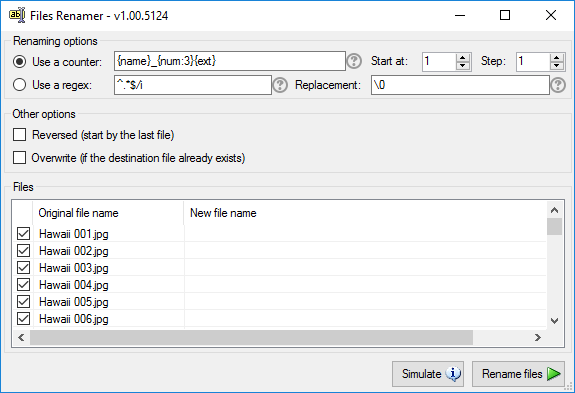 Files Renamer - v1.00.5124
Renaming options
Use a counter: {name}_{num:3}{ext} Start at: 1 Step: 1
Use a regex: ^.*$/i Replacement: \0
Other options
Reversed (start by the last file)
Overwrite (if the destination file already exists)
Files
Original file name New file name
Hawaii 001.jpg
Hawaii 002.jpg
Hawaii 003.jpg
Hawaii 004.jpg
Hawaii 005.jpg
Hawaii 006.jpg
Simulate Rename files